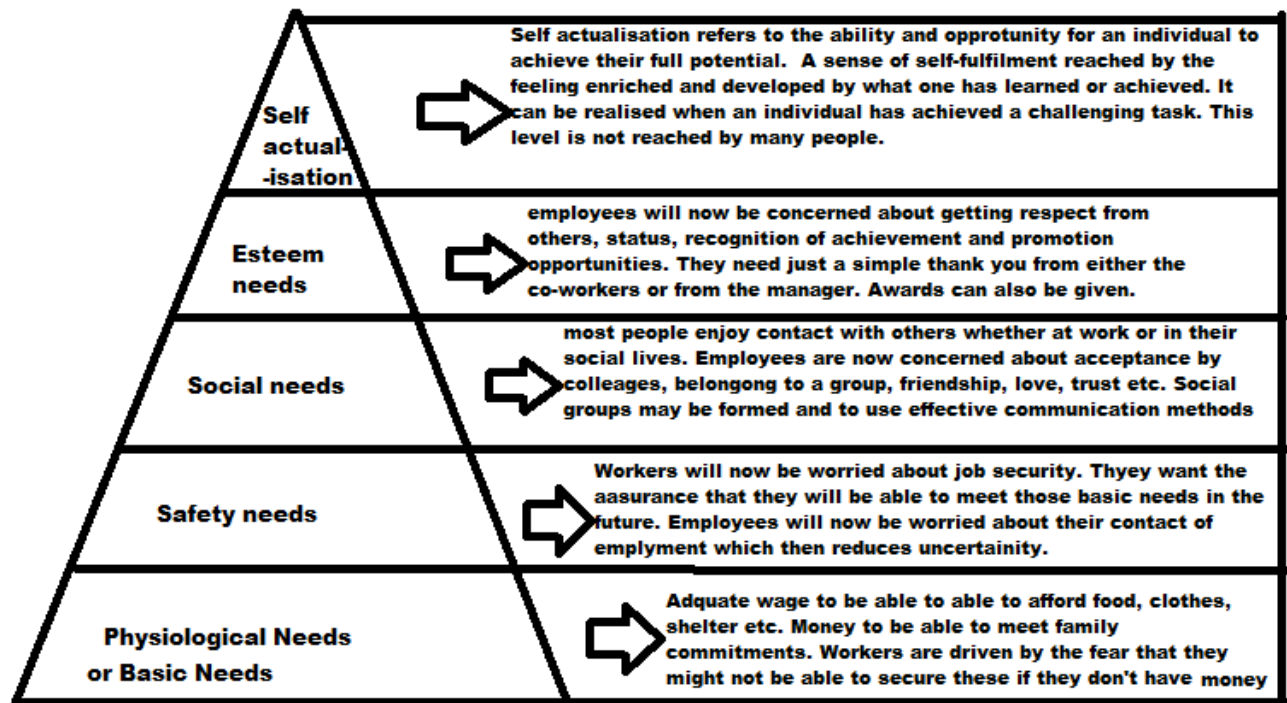 Self actualisation refers to the ability and opprotunity for an individual to
achieve their full potential. A sense of self-fulfilment reached by the
feeling enriched and developed by what one has learned or achieved. It
can be realised when an individual has achieved a challenging task. This
level is not reached by many people.
Self
actual-
-isation
employees will now be concerned about getting respect from
others, status, recognition of achievement and promotion
opportunities. They need just a simple thank you from either the
co-workers or from the manager. Awards can also be given.
Esteem
needs
most people enjoy contact with others whether at work or in their
social lives. Employees are now concerned about acceptance by
colleages, belongong to a group, friendship, love, trust etc. Social
groups may be formed and to use effective communication methods
Social needs
Workers will now be worried about job security. Thyey want the
aasurance that they will be able to meet those basic needs in the
future. Employees will now be worried about their contact of
emplyment which then reduces uncertainity.
Safety needs
Adquate wage to be able to able to afford food, clothes,
shelter etc. Money to be able to meet family
commitments. Workers are driven by the fear that they
might not be able to secure these if they don't have money
Physiological Needs
or Basic Needs